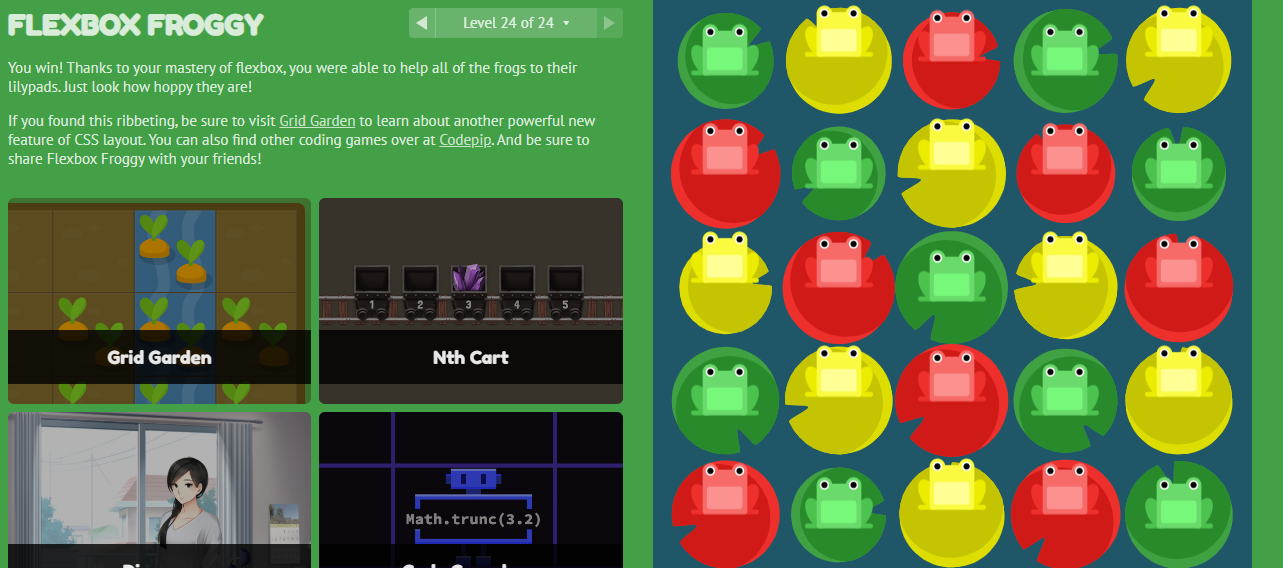 FLEXBOX FROGGY
Level 24 of 24
You win! Thanks to your mastery of flexbox, you were able to help all of the frogs to their
lilypads. Just look how hoppy they are!
If you found this ribbeting, be sure to visit Grid Garden to learn about another powerful new
feature of CSS layout. You can also find other coding games over at Codepip. And be sure to
share Flexbox Froggy with your friends!
1 2 3 4 5
Grid Garden
Nth Cart
Math.trunc(3.2)